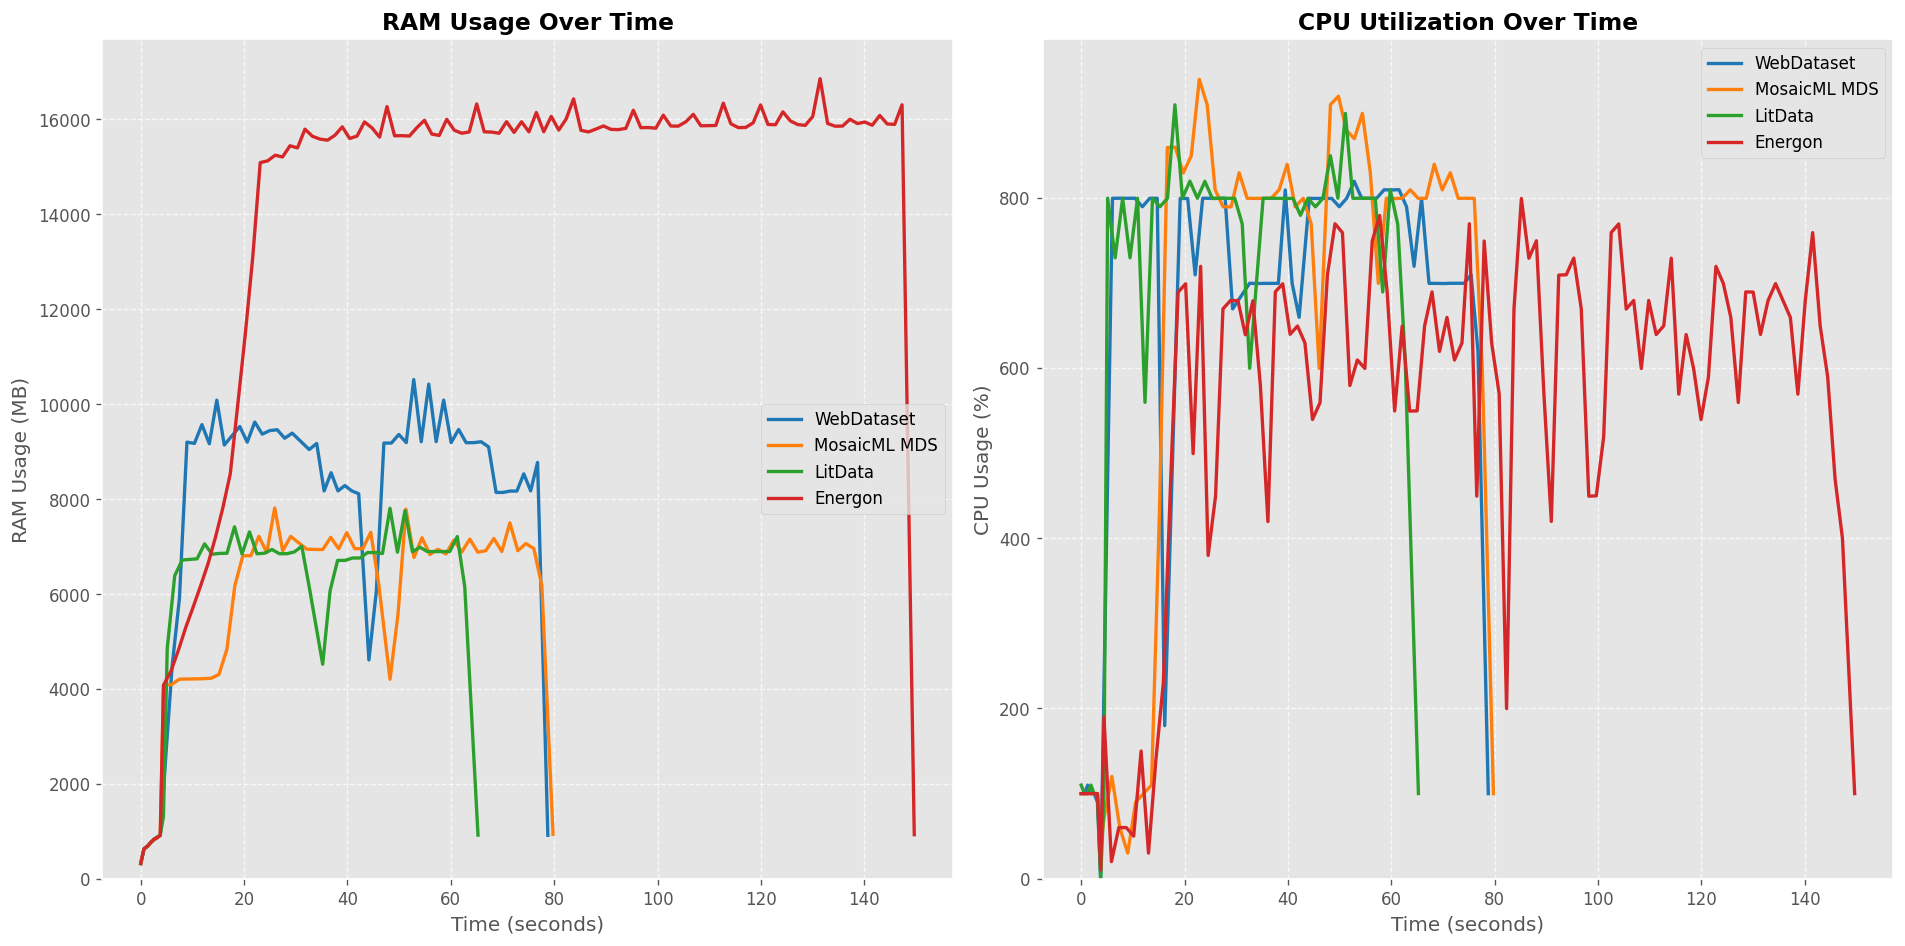 RAM Usage Over Time
RAM Usage (MB)
16000
14000
12000
10000
8000
6000
4000
2000
0
WebDataset
MosaicML MDS
LitData
Energon
0 20 40 60 80 100 120 140
Time (seconds)
CPU Utilization Over Time
CPU Usage (%)
800
600
400
200
0
WebDataset
MosaicML MDS
LitData
Energon
0 20 40 60 80 100 120 140
Time (seconds)